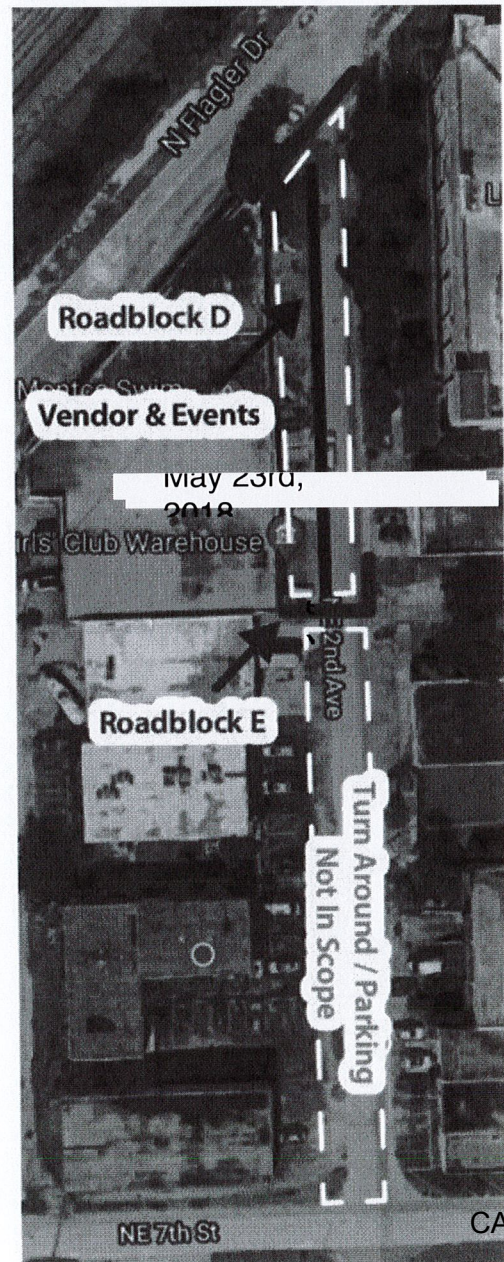 N Flagler Dr
Roadblock D
Swim
Vendor & Events
May 23rd,
2018
Club Warehouse
E 2nd Ave
Roadblock E
Turn Around / Parking
Not In Scope
NE 7th St
CA